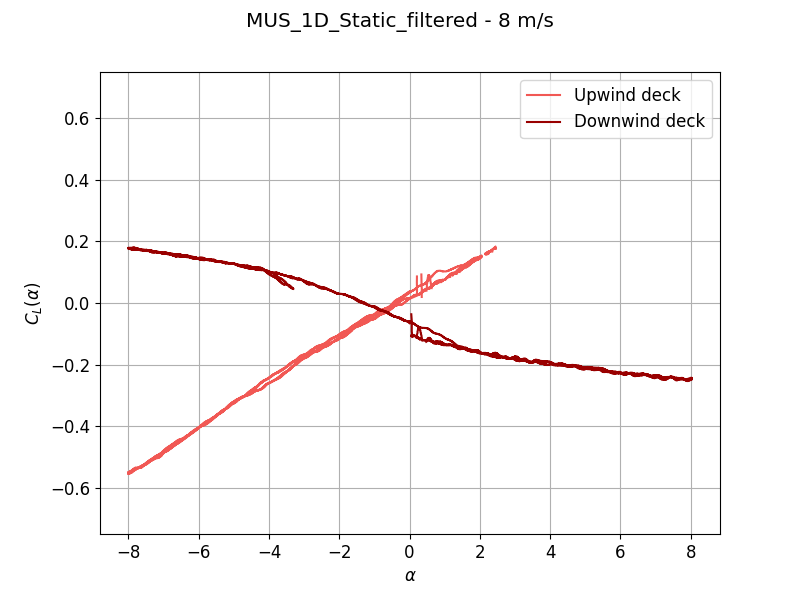 MUS_1D_Static_filtered - 8 m/s
Upwind deck
Downwind deck
0.6
0.4
0.2
0.0
−0.2
−0.4
−0.6
C_L(α)
−8 −6 −4 −2 0 2 4 6 8
α